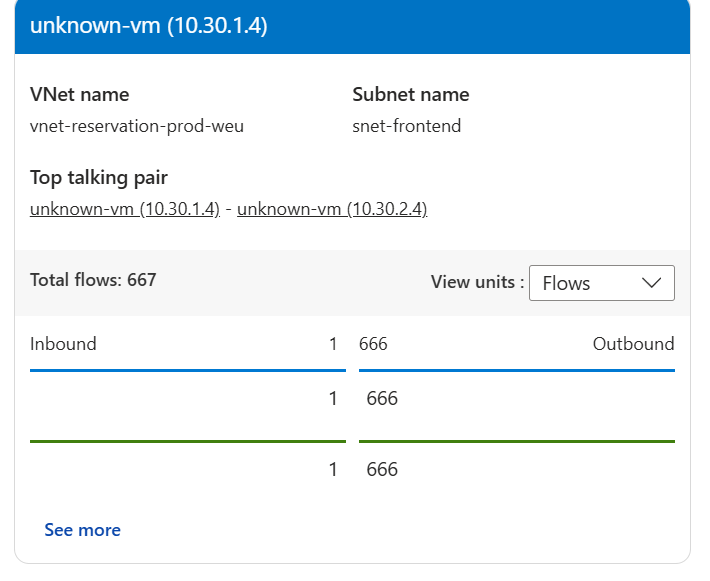 unknown-vm (10.30.1.4)
VNet name Subnet name
vnet-reservation-prod-weu snet-frontend
Top talking pair
unknown-vm (10.30.1.4) - unknown-vm (10.30.2.4)
Total flows: 667 View units : Flows
Inbound 1 666 Outbound
1 666
1 666
See more